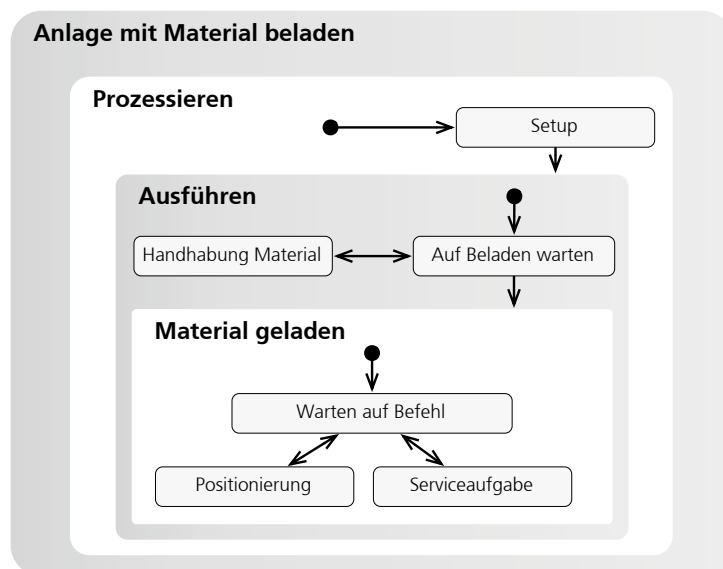 Anlage mit Material beladen
Prozessieren
Setup
Ausführen
Handhabung Material
Auf Beladen warten
Material geladen
Warten auf Befehl
Positionierung
Serviceaufgabe